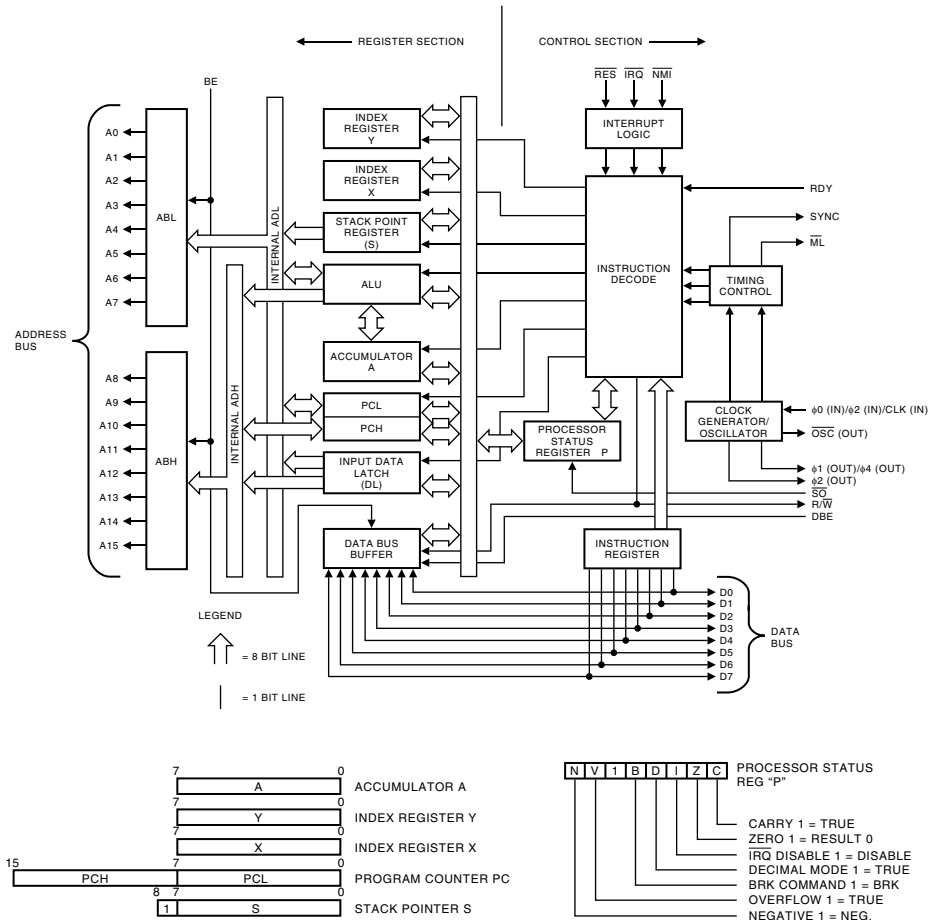 REGISTER SECTION
CONTROL SECTION
BE
RES IRQ NMI
INTERRUPT
LOGIC
INDEX
REGISTER
Y
INDEX
REGISTER
X
STACK POINT
REGISTER
(S)
ALU
ACCUMULATOR
A
PCL
PCH
INPUT DATA
LATCH
(DL)
DATA BUS
BUFFER
INTERNAL ADL
INTERNAL ADH
ABL
ABH
A0
A1
A2
A3
A4
A5
A6
A7
ADDRESS
BUS
A8
A9
A10
A11
A12
A13
A14
A15
INSTRUCTION
DECODE
RDY
SYNC
ML
TIMING
CONTROL
CLOCK
GENERATOR/
OSCILLATOR
ϕ0 (IN)/ϕ2 (IN)/CLK (IN)
OSC (OUT)
ϕ1 (OUT)/ϕ4 (OUT)
ϕ2 (OUT)
SO
R/W
DBE
PROCESSOR
STATUS
REGISTER P
INSTRUCTION
REGISTER
D0
D1
D2
D3
D4
D5
D6
D7
DATA
BUS
LEGEND
= 8 BIT LINE
= 1 BIT LINE
7 0
A ACCUMULATOR A
7 0
Y INDEX REGISTER Y
7 0
X INDEX REGISTER X
15 7 0
PCH PCL PROGRAM COUNTER PC
8 7 0
1 S STACK POINTER S
N V 1 B D I Z C PROCESSOR STATUS
REG “P”
CARRY 1 = TRUE
ZERO 1 = RESULT 0
IRQ DISABLE 1 = DISABLE
DECIMAL MODE 1 = TRUE
BRK COMMAND 1 = BRK
OVERFLOW 1 = TRUE
NEGATIVE 1 = NEG.